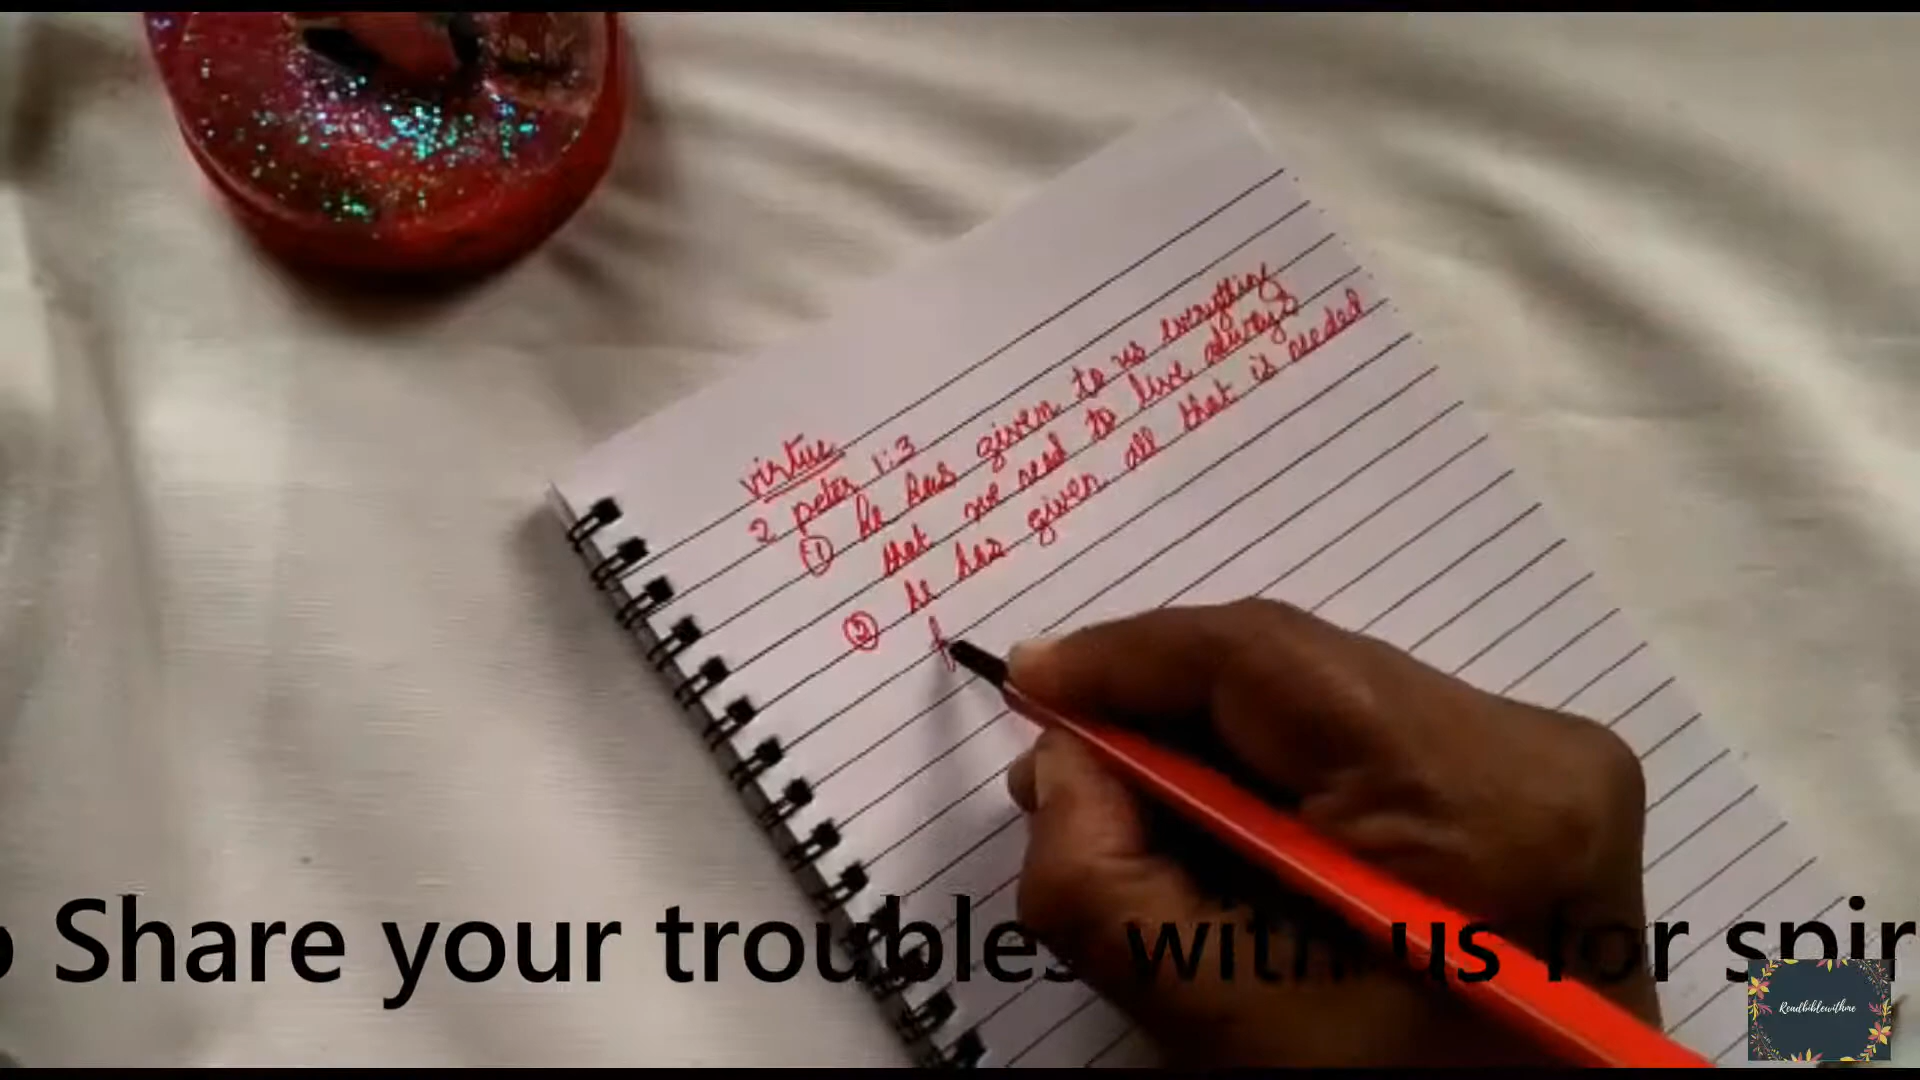 virtue
2 peter 1:3
① he has given to us everything
that we need to live always
② he has given all that is needed
f
Share your troubles with us for spir
Readbiblewithme